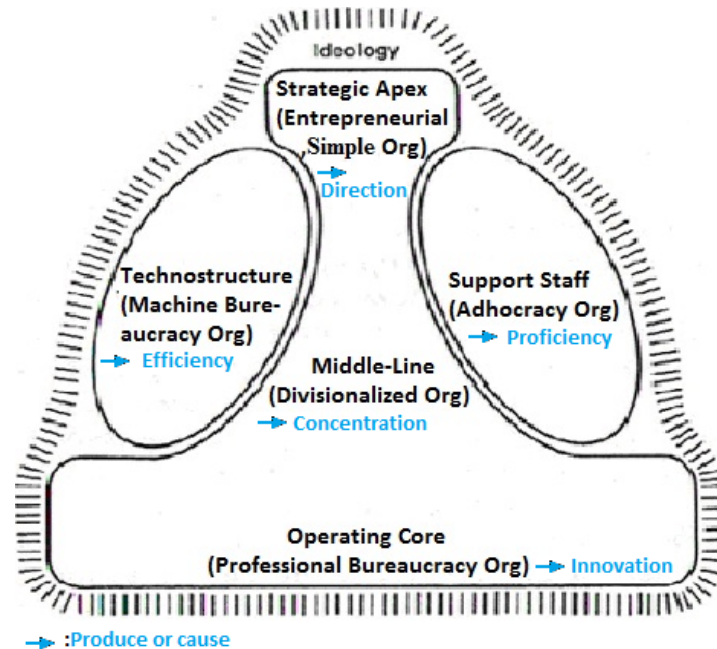 Ideology
Strategic Apex
(Entrepreneurial
,Simple Org)
Direction
Technostructure
(Machine Bure-
aucracy Org)
Efficiency
Support Staff
(Adhocracy Org)
Proficiency
Middle-Line
(Divisionalized Org)
Concentration
Operating Core
(Professional Bureaucracy Org) Innovation
:Produce or cause